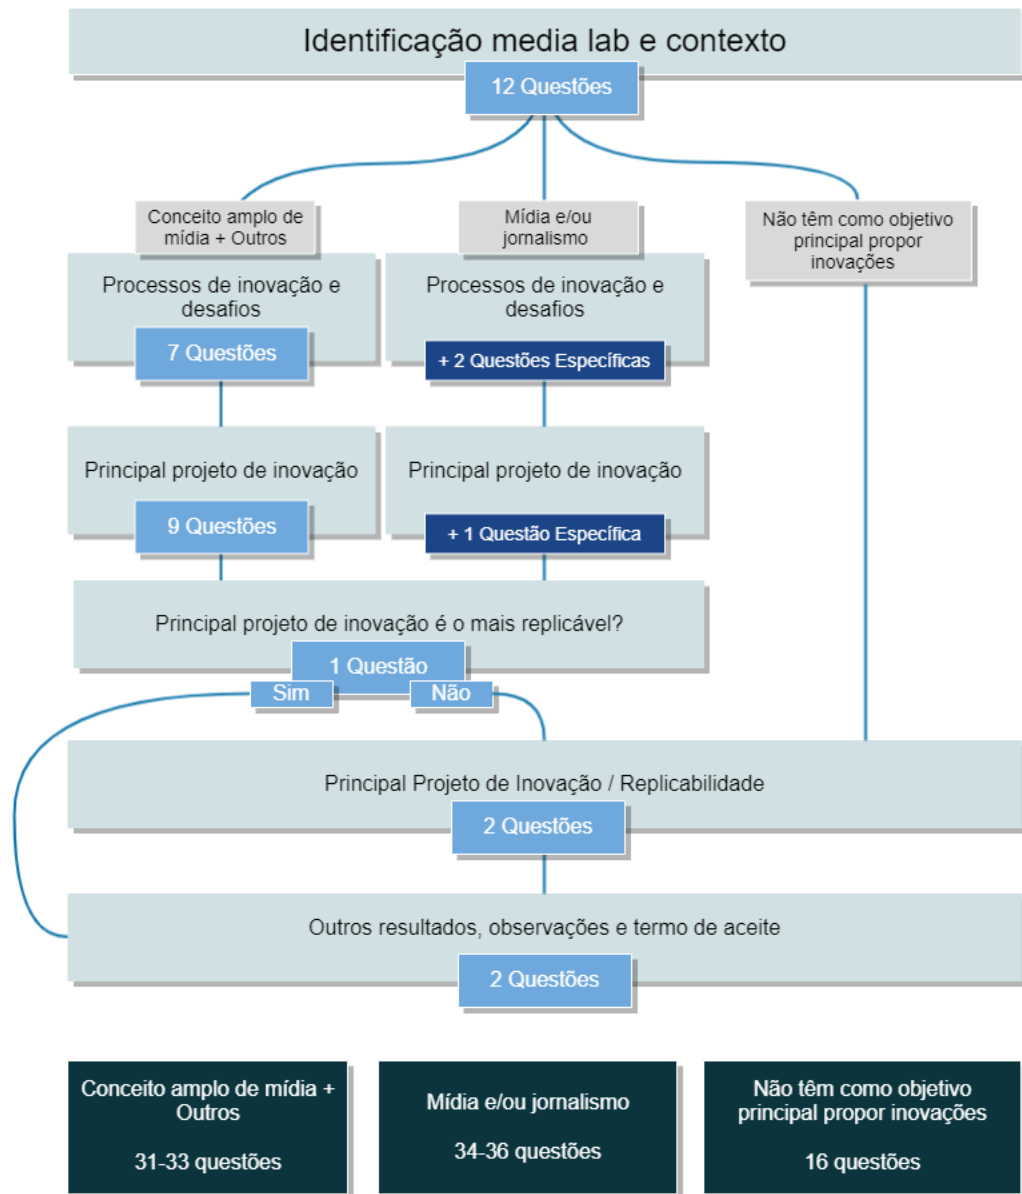 Identificação media lab e contexto
12 Questões
Conceito amplo de
mídia + Outros
Mídia e/ou
jornalismo
Não têm como objetivo
principal propor
inovações
Processos de inovação e
desafios
7 Questões
Processos de inovação e
desafios
+ 2 Questões Específicas
Principal projeto de inovação
9 Questões
Principal projeto de inovação
+ 1 Questão Específica
Principal projeto de inovação é o mais replicável?
1 Questão
Sim
Não
Principal Projeto de Inovação / Replicabilidade
2 Questões
Outros resultados, observações e termo de aceite
2 Questões
Conceito amplo de mídia +
Outros
31-33 questões
Mídia e/ou jornalismo
34-36 questões
Não têm como objetivo
principal propor inovações
16 questões